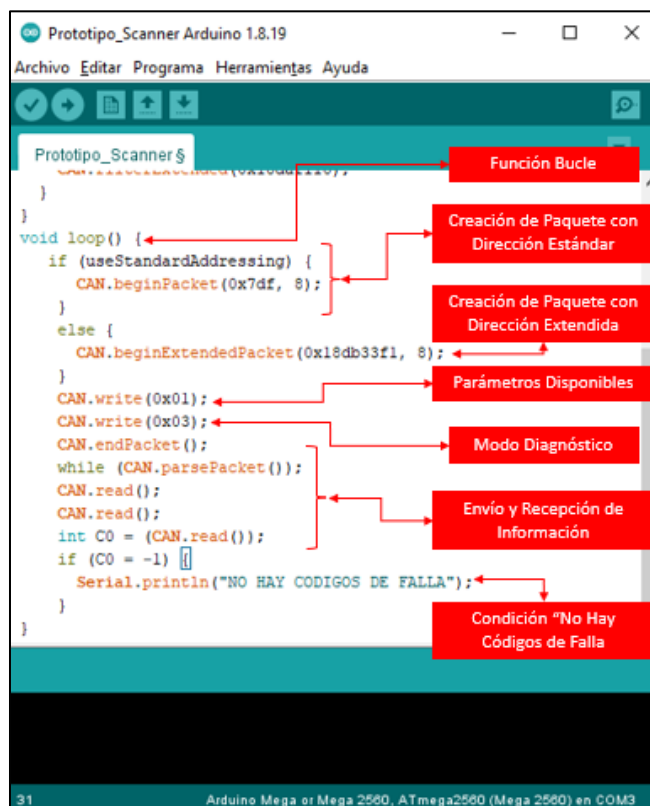 Prototipo_Scanner Arduino 1.8.19
Archivo Editar Programa Herramientas Ayuda
Prototipo_Scanner §
Función Bucle
}
}
void loop() {
if (useStandardAddressing) {
CAN.beginPacket(0x7df, 8);
}
else {
CAN.beginExtendedPacket(0x18db33f1, 8);
}
CAN.write(0x01);
CAN.write(0x03);
CAN.endPacket();
while (CAN.parsePacket());
CAN.read();
CAN.read();
int C0 = (CAN.read());
if (C0 = -1) {
Serial.println("NO HAY CODIGOS DE FALLA");
}
}
Creación de Paquete con
Dirección Estándar
Creación de Paquete con
Dirección Extendida
Parámetros Disponibles
Modo Diagnóstico
Envío y Recepción de
Información
Condición “No Hay
Códigos de Falla
31
Arduino Mega or Mega 2560, ATmega2560 (Mega 2560) en COM3